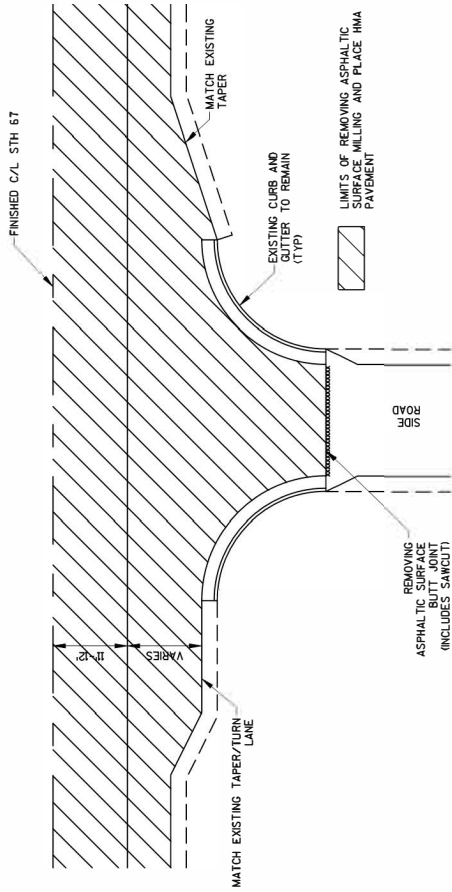 FINISHED C/L STH 67
MATCH EXISTING
TAPER
EXISTING CURB AND
GUTTER TO REMAIN
(TYP)
LIMITS OF REMOVING ASPHALTIC
SURFACE MILLING AND PLACE HMA
PAVEMENT
11'-12'
VARIES
MATCH EXISTING TAPER/TURN
LANE
REMOVING
ASPHALTIC SURFACE
BUTT JOINT
(INCLUDES SAWCUT)
SIDE
ROAD